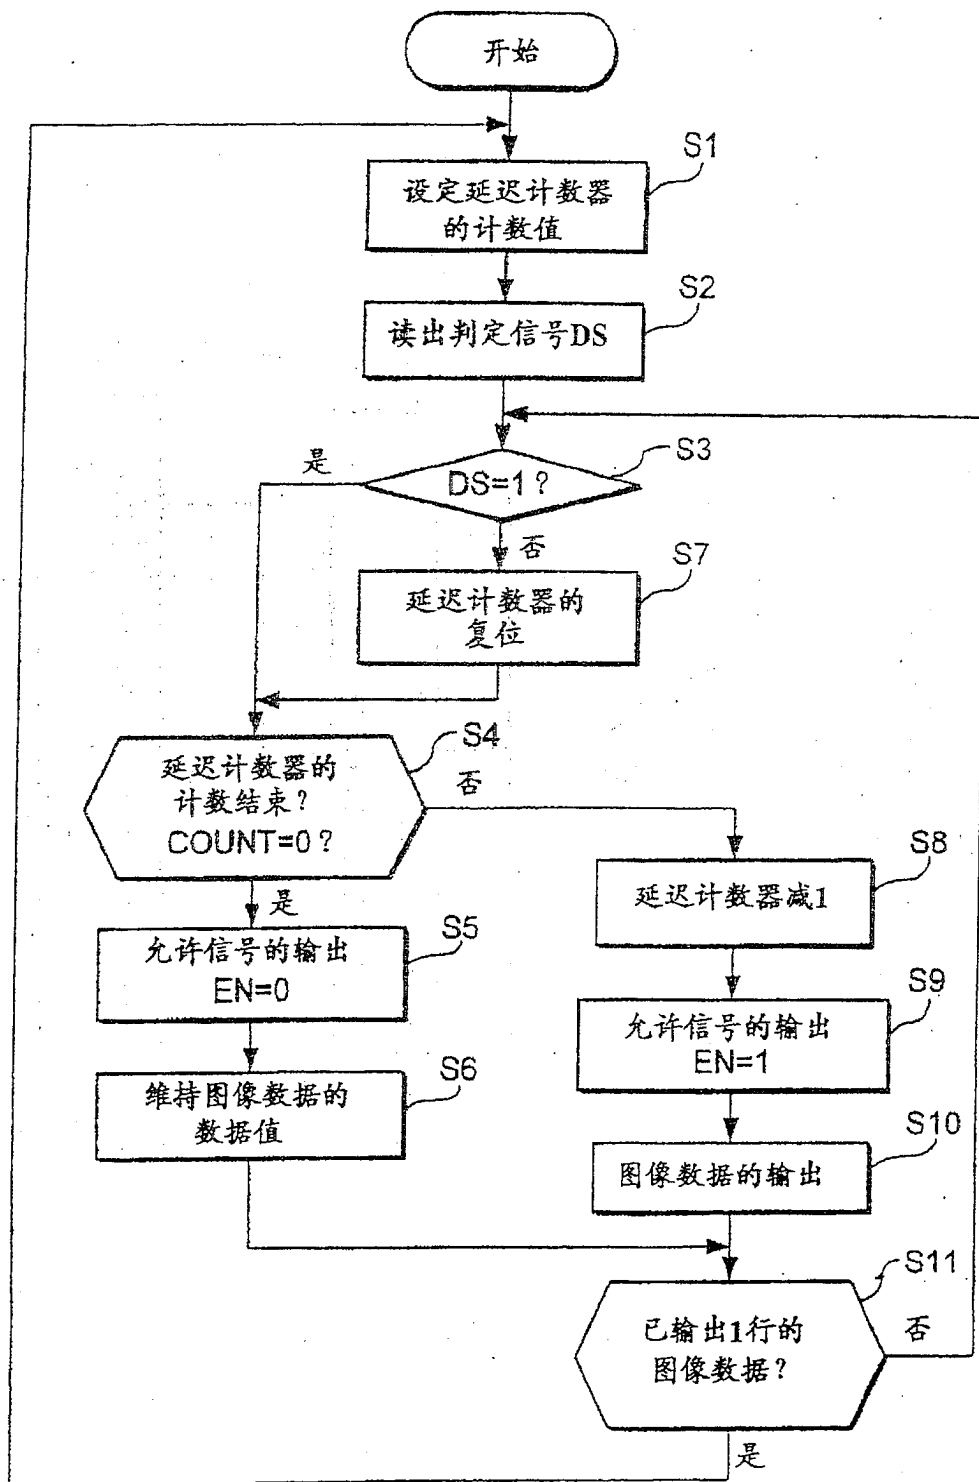 开始
S1
设定延迟计数器
的计数值
S2
读出判定信号DS
S3
是
DS=1？
否
S7
延迟计数器的
复位
S4
延迟计数器的
计数结束？
COUNT=0？
否
是
S8
延迟计数器减1
S5
允许信号的输出
EN=0
S9
允许信号的输出
EN=1
S6
维持图像数据的
数据值
S10
图像数据的输出
S11
已输出1行的
图像数据？
否
是